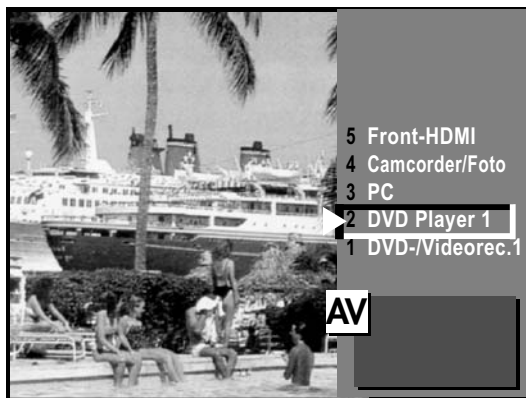 5 Front-HDMI
4 Camcorder/Foto
3 PC
2 DVD Player 1
1 DVD-/Videorec.1
AV